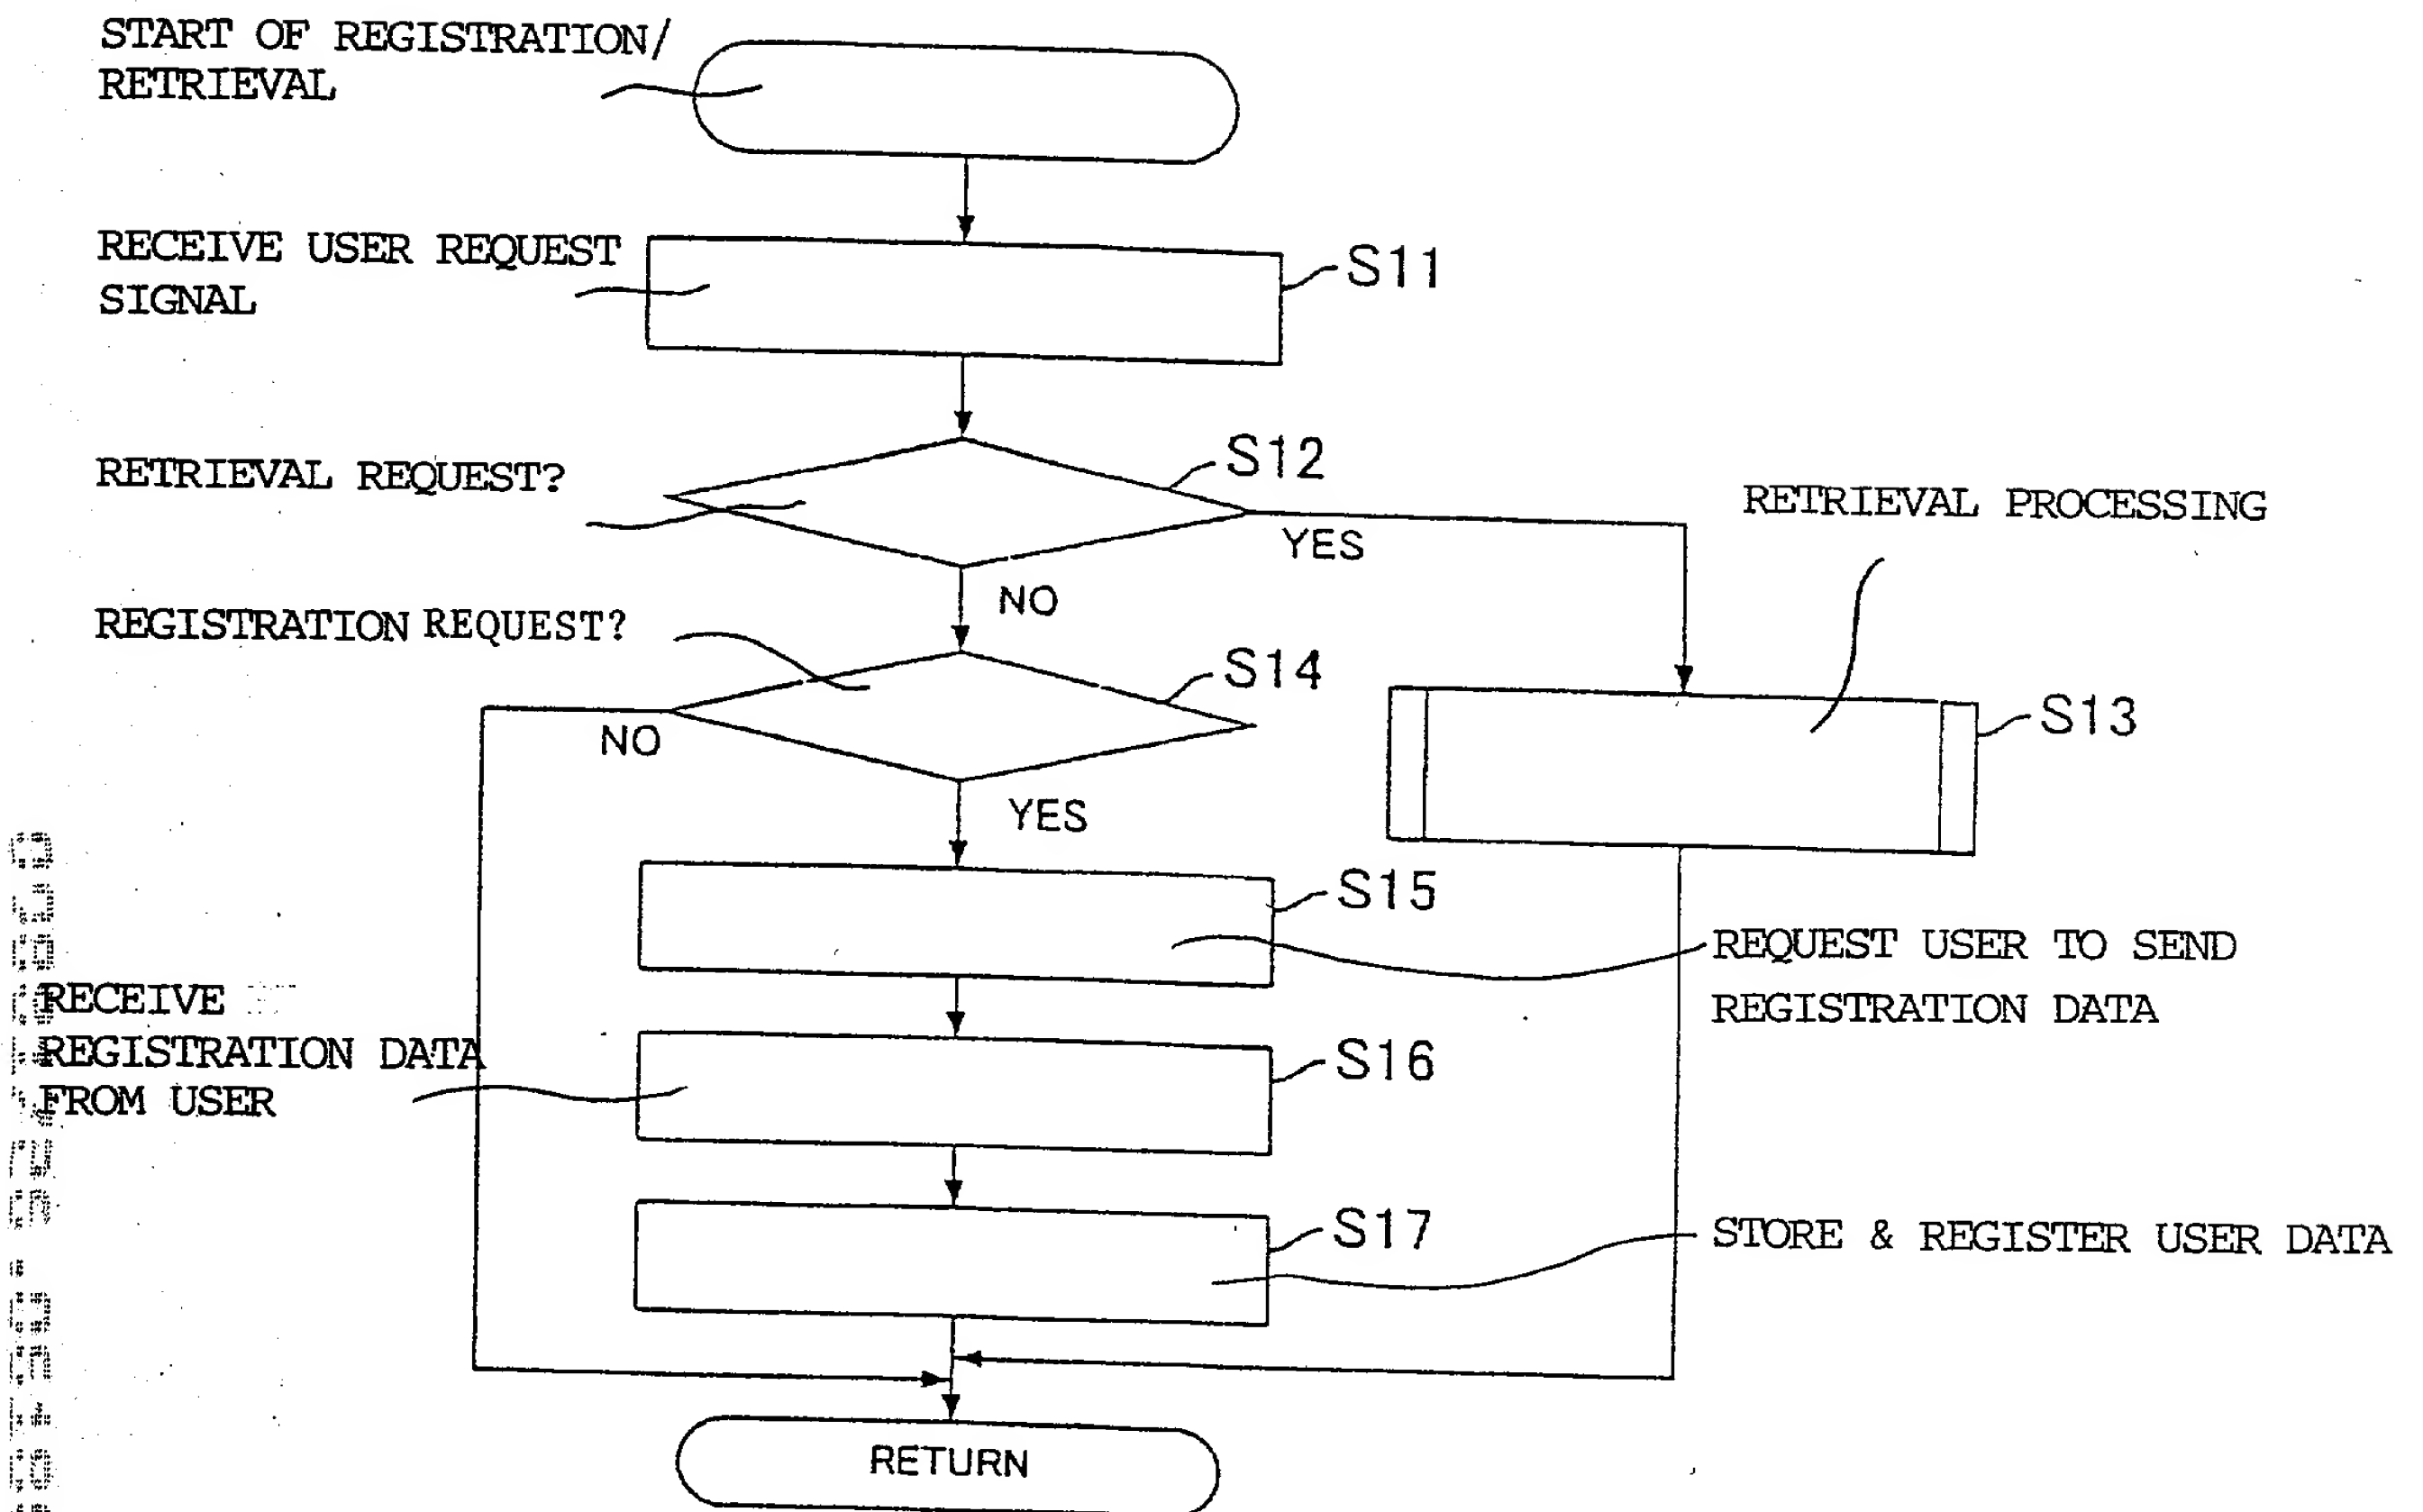 START OF REGISTRATION/
RETRIEVAL
RECEIVE USER REQUEST
SIGNAL
S11
RETRIEVAL REQUEST?
S12
YES
RETRIEVAL PROCESSING
NO
REGISTRATION REQUEST?
S14
NO
S13
YES
S15
REQUEST USER TO SEND
REGISTRATION DATA
RECEIVE
REGISTRATION DATA
FROM USER
S16
S17
STORE & REGISTER USER DATA
RETURN